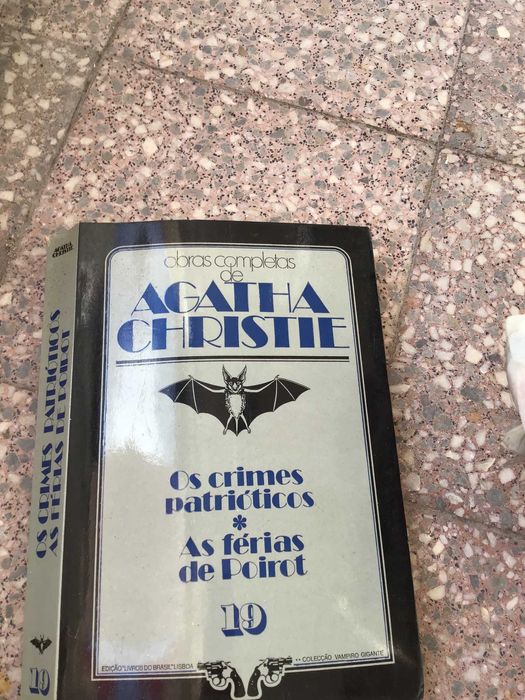 obras completas
de
AGATHA
CHRISTIE
Os crimes
patrióticos
*
As férias
de Poirot
19
EDIÇÃO "LIVROS DO BRASIL" LISBOA
** COLECÇÃO VAMPIRO GIGANTE
AGATHA
CHRISTIE
OS CRIMES PATRIÓTICOS
AS FÉRIAS DE POIROT
19